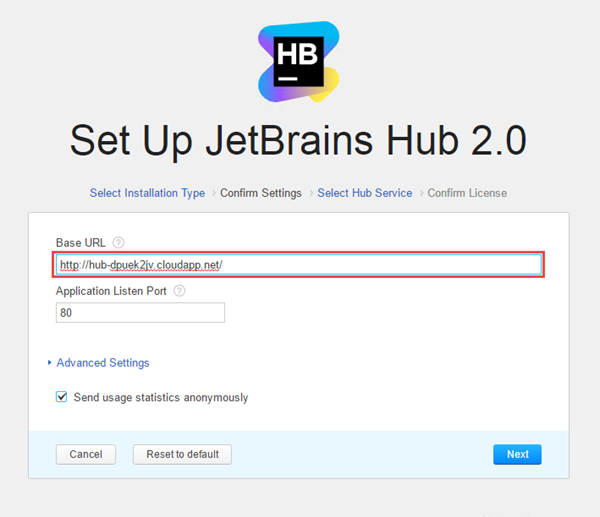 HB
Set Up JetBrains Hub 2.0
Select Installation Type › Confirm Settings › Select Hub Service › Confirm License
Base URL ?
http://hub-dpuek2jv.cloudapp.net/
Application Listen Port ?
80
Advanced Settings
Send usage statistics anonymously
Cancel Reset to default Next